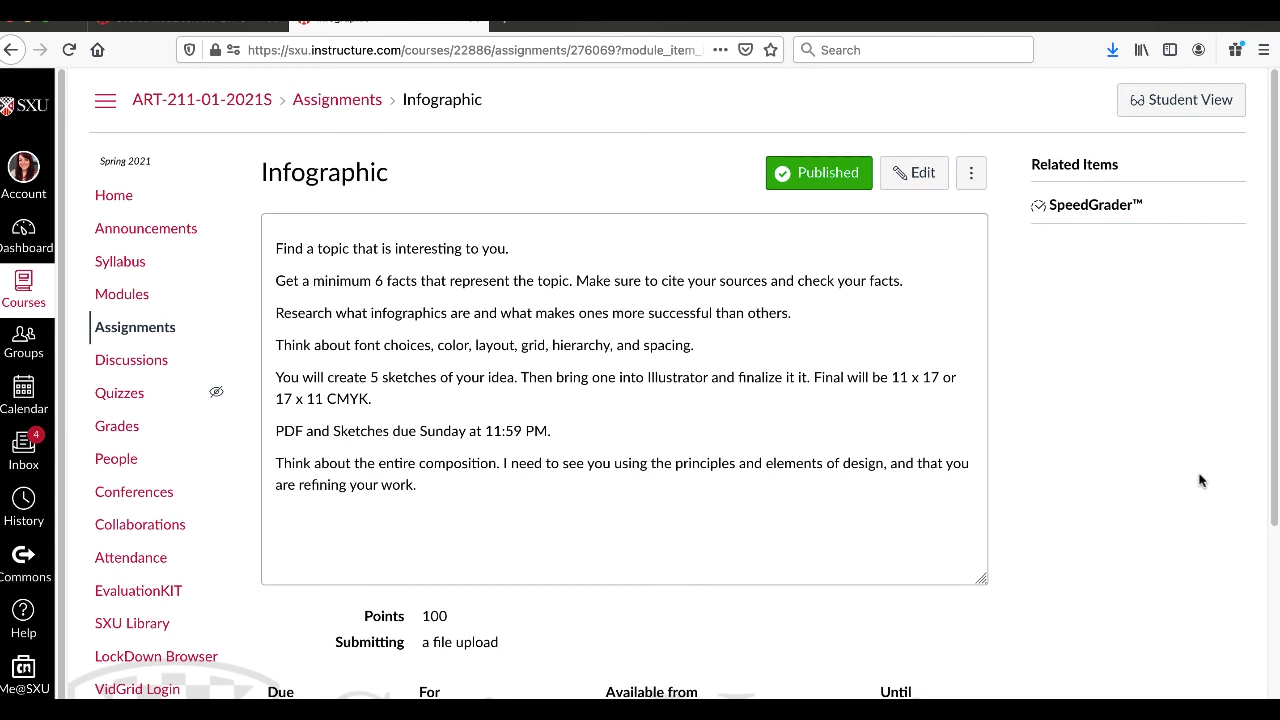 https://sxu.instructure.com/courses/22886/assignments/276069?module_item_
Search
SXU
ART-211-01-2021S > Assignments > Infographic
Student View
Account
Dashboard
Courses
Groups
Calendar
4
Inbox
History
Commons
Help
Me@SXU
Spring 2021
Home
Announcements
Syllabus
Modules
Assignments
Discussions
Quizzes
Grades
People
Conferences
Collaborations
Attendance
EvaluationKIT
SXU Library
LockDown Browser
VidGrid Login
Infographic
Published
Edit
Find a topic that is interesting to you.
Get a minimum 6 facts that represent the topic. Make sure to cite your sources and check your facts.
Research what infographics are and what makes ones more successful than others.
Think about font choices, color, layout, grid, hierarchy, and spacing.
You will create 5 sketches of your idea. Then bring one into Illustrator and finalize it it. Final will be 11 x 17 or
17 x 11 CMYK.
PDF and Sketches due Sunday at 11:59 PM.
Think about the entire composition. I need to see you using the principles and elements of design, and that you
are refining your work.
Points 100
Submitting a file upload
Due For Available from Until
Related Items
SpeedGrader™